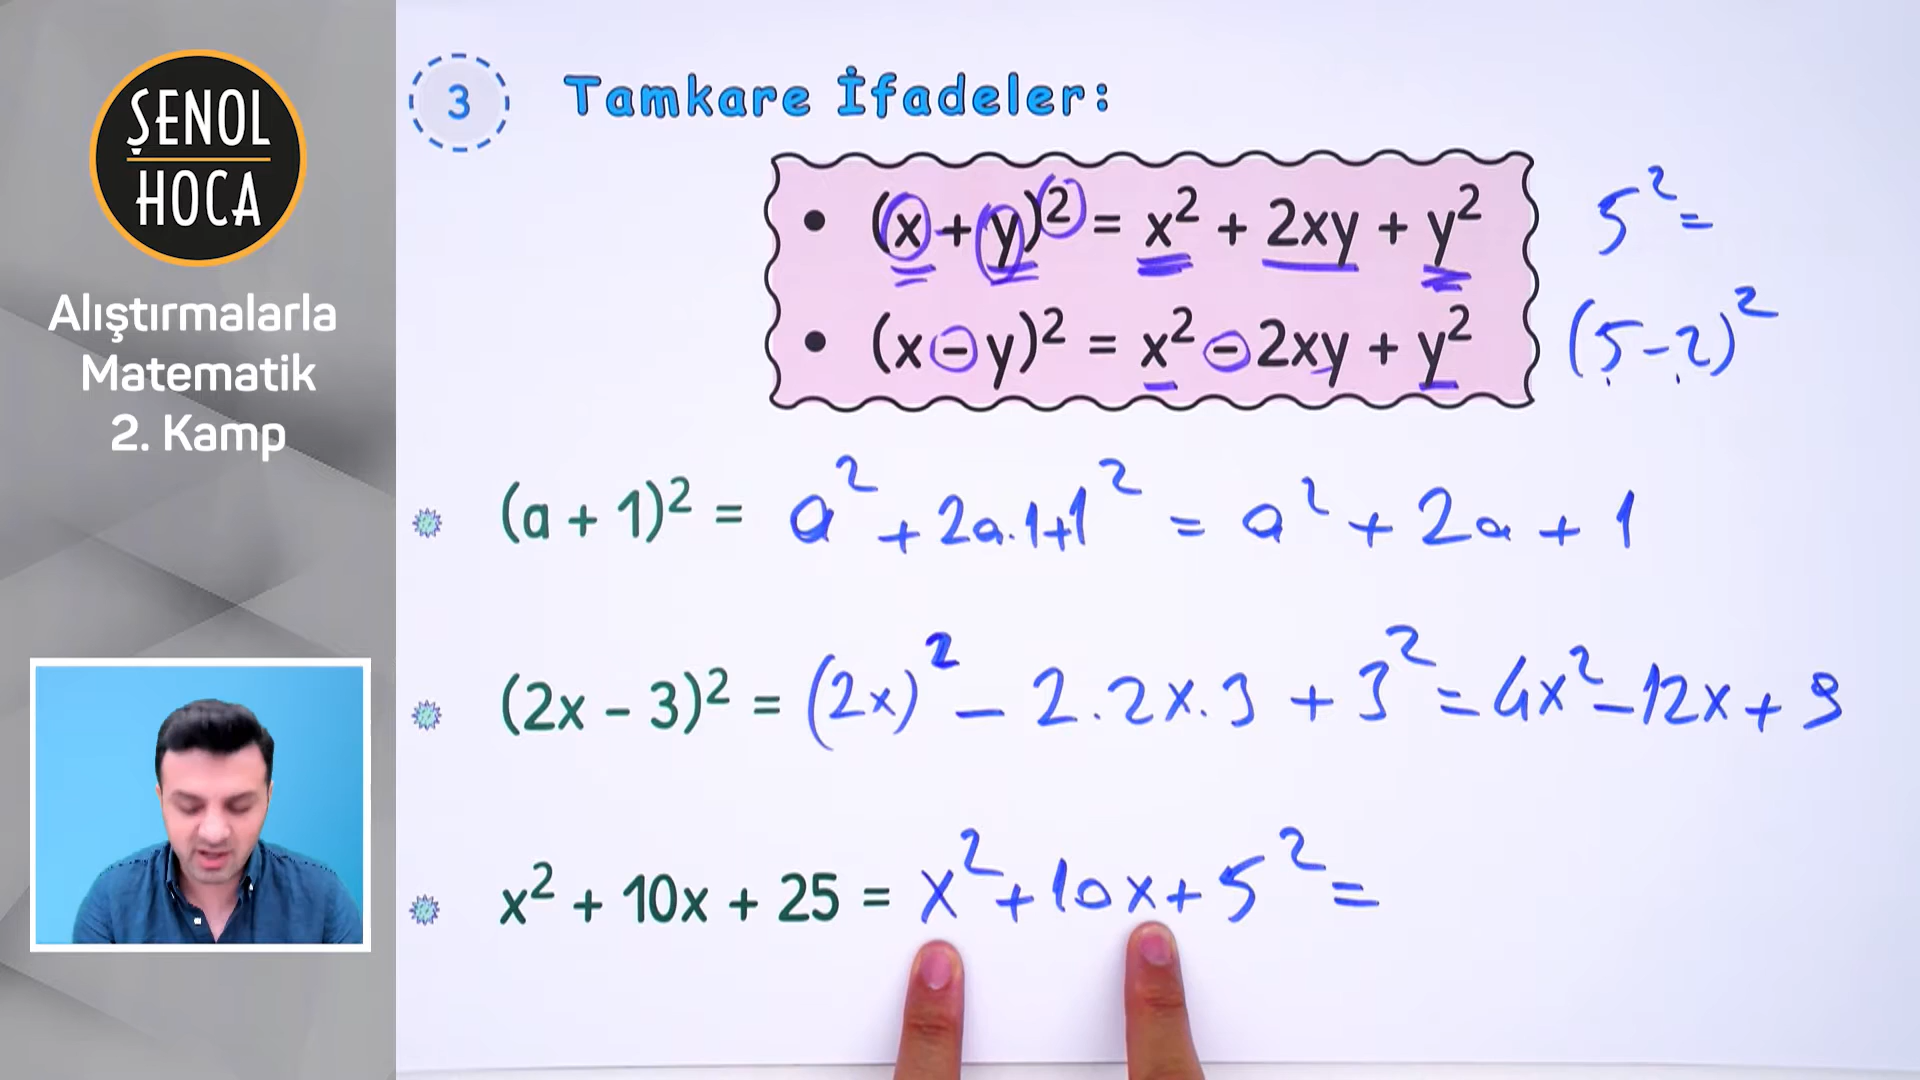 ŞENOL
HOCA
Alıştırmalarla
Matematik
2. Kamp
3 Tamkare İfadeler:
• (x + y)² = x² + 2xy + y²
• (x - y)² = x² - 2xy + y²
5² =
(5-2)²
(a + 1)² = a² + 2a.1+1² = a² + 2a + 1
(2x - 3)² = (2x)² - 2.2x.3 + 3² = 4x² - 12x + 9
x² + 10x + 25 = x² + 10x + 5² =